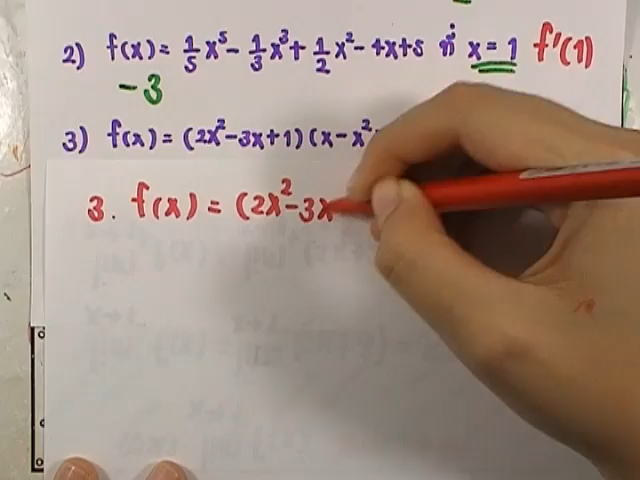 2) f(x) = 1/5 x⁵ - 1/3 x³ + 1/2 x² - 4x + 5 ที่ x = 1 f'(1)
-3
3) f(x) = (2x² - 3x + 1) (x - x²
3. f(x) = (2x² - 3x